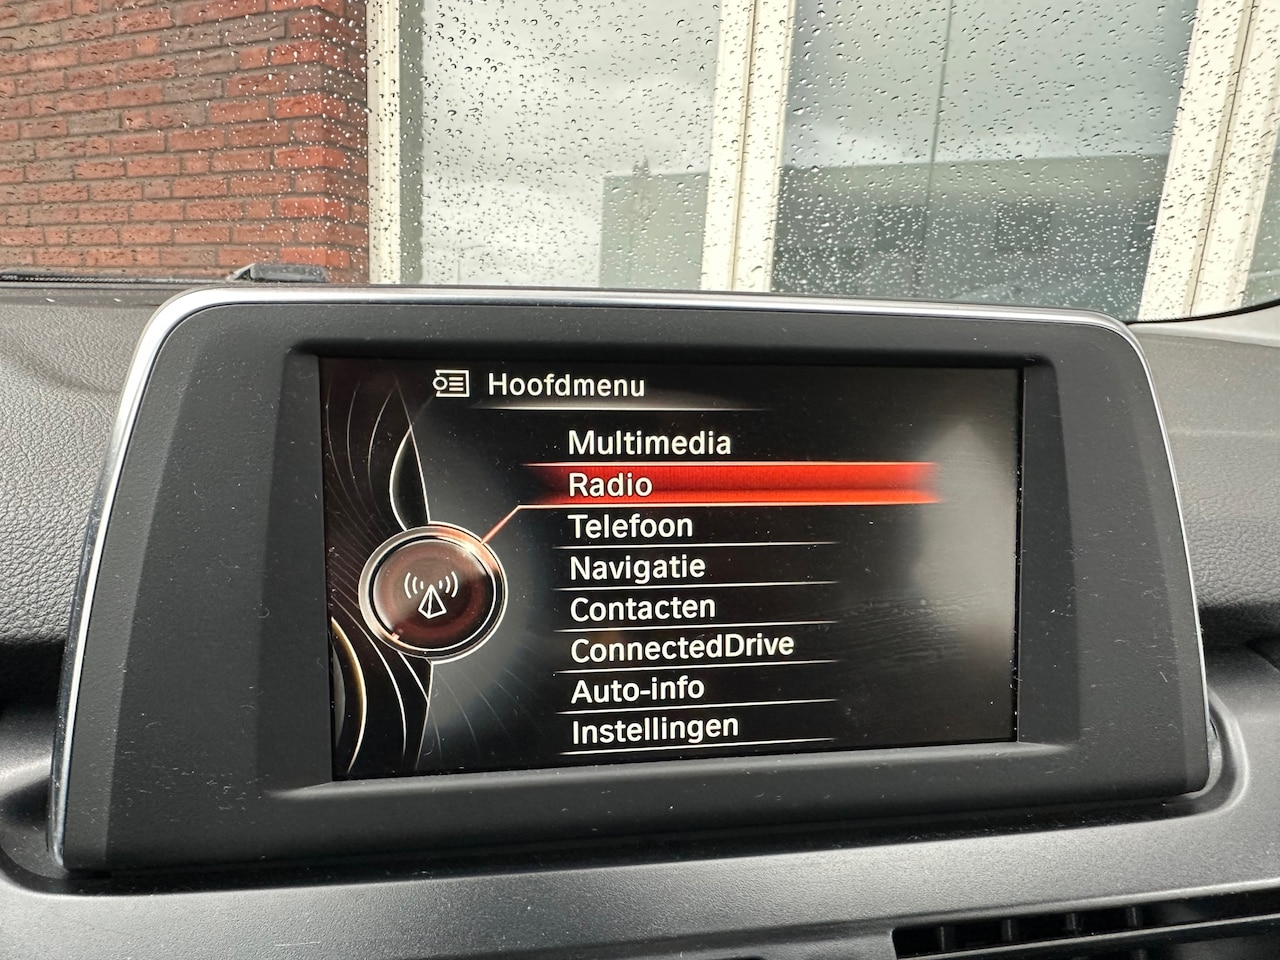 Hoofdmenu
Multimedia
Radio
Telefoon
Navigatie
Contacten
ConnectedDrive
Auto-info
Instellingen